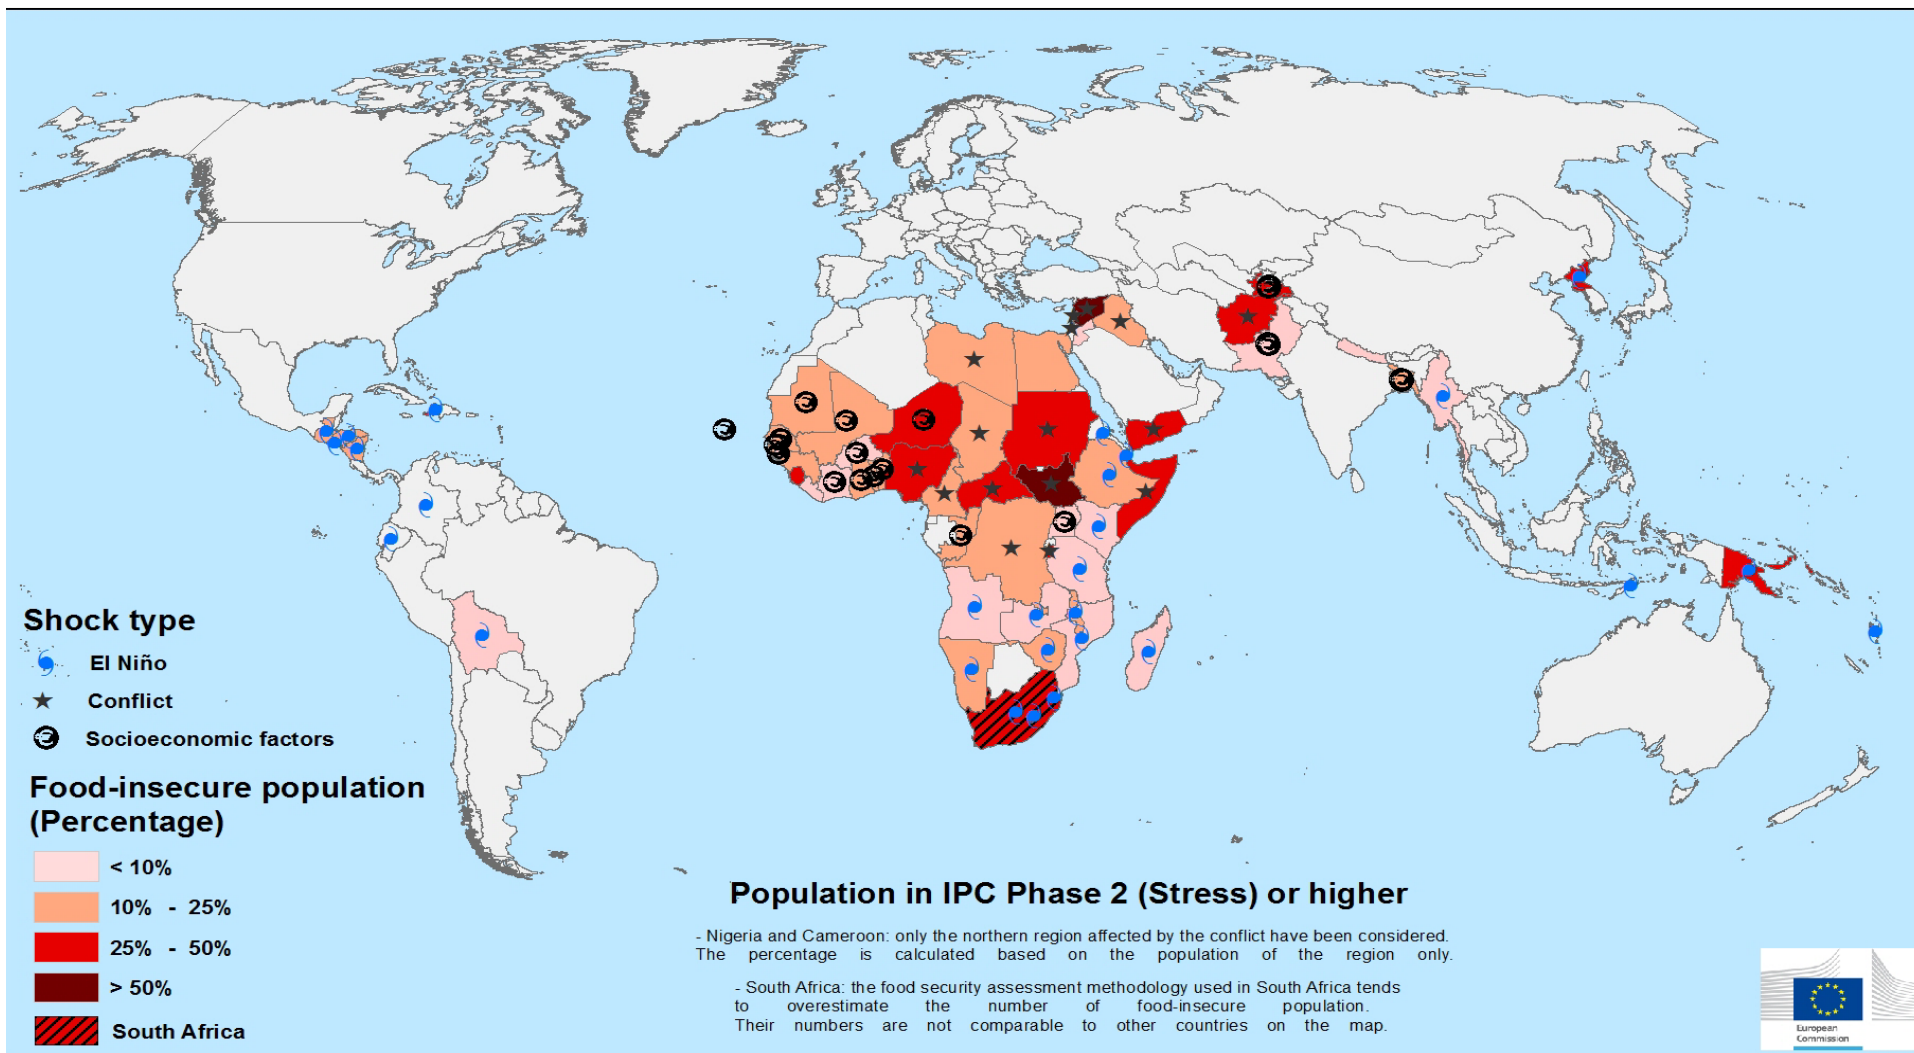 Shock type
El Niño
Conflict
Socioeconomic factors
Food-insecure population
(Percentage)
< 10%
10% - 25%
25% - 50%
> 50%
South Africa
Population in IPC Phase 2 (Stress) or higher
- Nigeria and Cameroon: only the northern region affected by the conflict have been considered.
The percentage is calculated based on the population of the region only.
- South Africa: the food security assessment methodology used in South Africa tends
to overestimate the number of food-insecure population.
Their numbers are not comparable to other countries on the map.
European
Commission